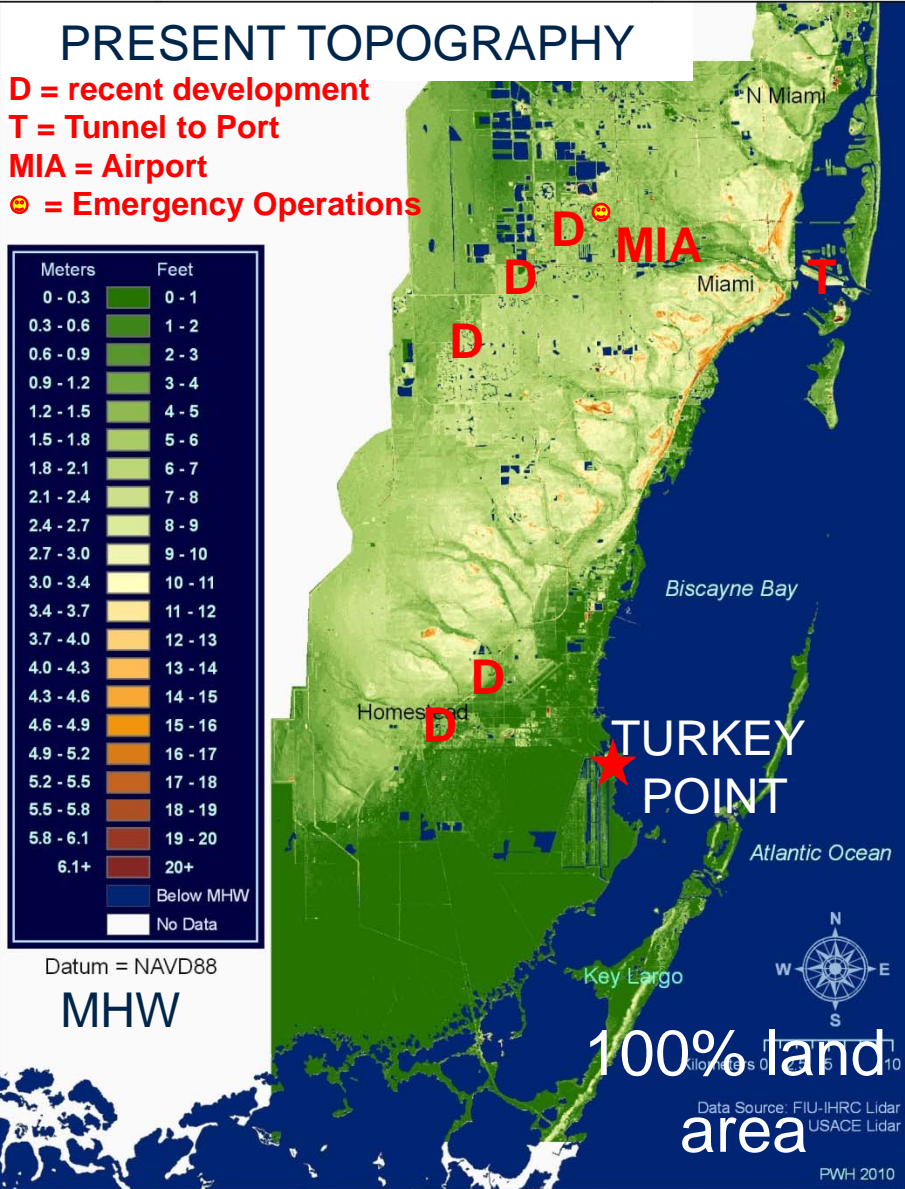 PRESENT TOPOGRAPHY
D = recent development
T = Tunnel to Port
MIA = Airport
= Emergency Operations
Meters Feet
0 - 0.3 0 - 1
0.3 - 0.6 1 - 2
0.6 - 0.9 2 - 3
0.9 - 1.2 3 - 4
1.2 - 1.5 4 - 5
1.5 - 1.8 5 - 6
1.8 - 2.1 6 - 7
2.1 - 2.4 7 - 8
2.4 - 2.7 8 - 9
2.7 - 3.0 9 - 10
3.0 - 3.4 10 - 11
3.4 - 3.7 11 - 12
3.7 - 4.0 12 - 13
4.0 - 4.3 13 - 14
4.3 - 4.6 14 - 15
4.6 - 4.9 15 - 16
4.9 - 5.2 16 - 17
5.2 - 5.5 17 - 18
5.5 - 5.8 18 - 19
5.8 - 6.1 19 - 20
6.1+ 20+
Below MHW
No Data
Datum = NAVD88
MHW
N Miami
D
MIA
D
Miami
T
D
Biscayne Bay
D
Homestead
D
TURKEY
POINT
Atlantic Ocean
N
W E
S
Key Largo
100% land
Kilometers 0 2.5 5 10
Data Source: FIU-IHRC Lidar
USACE Lidar
area
PWH 2010